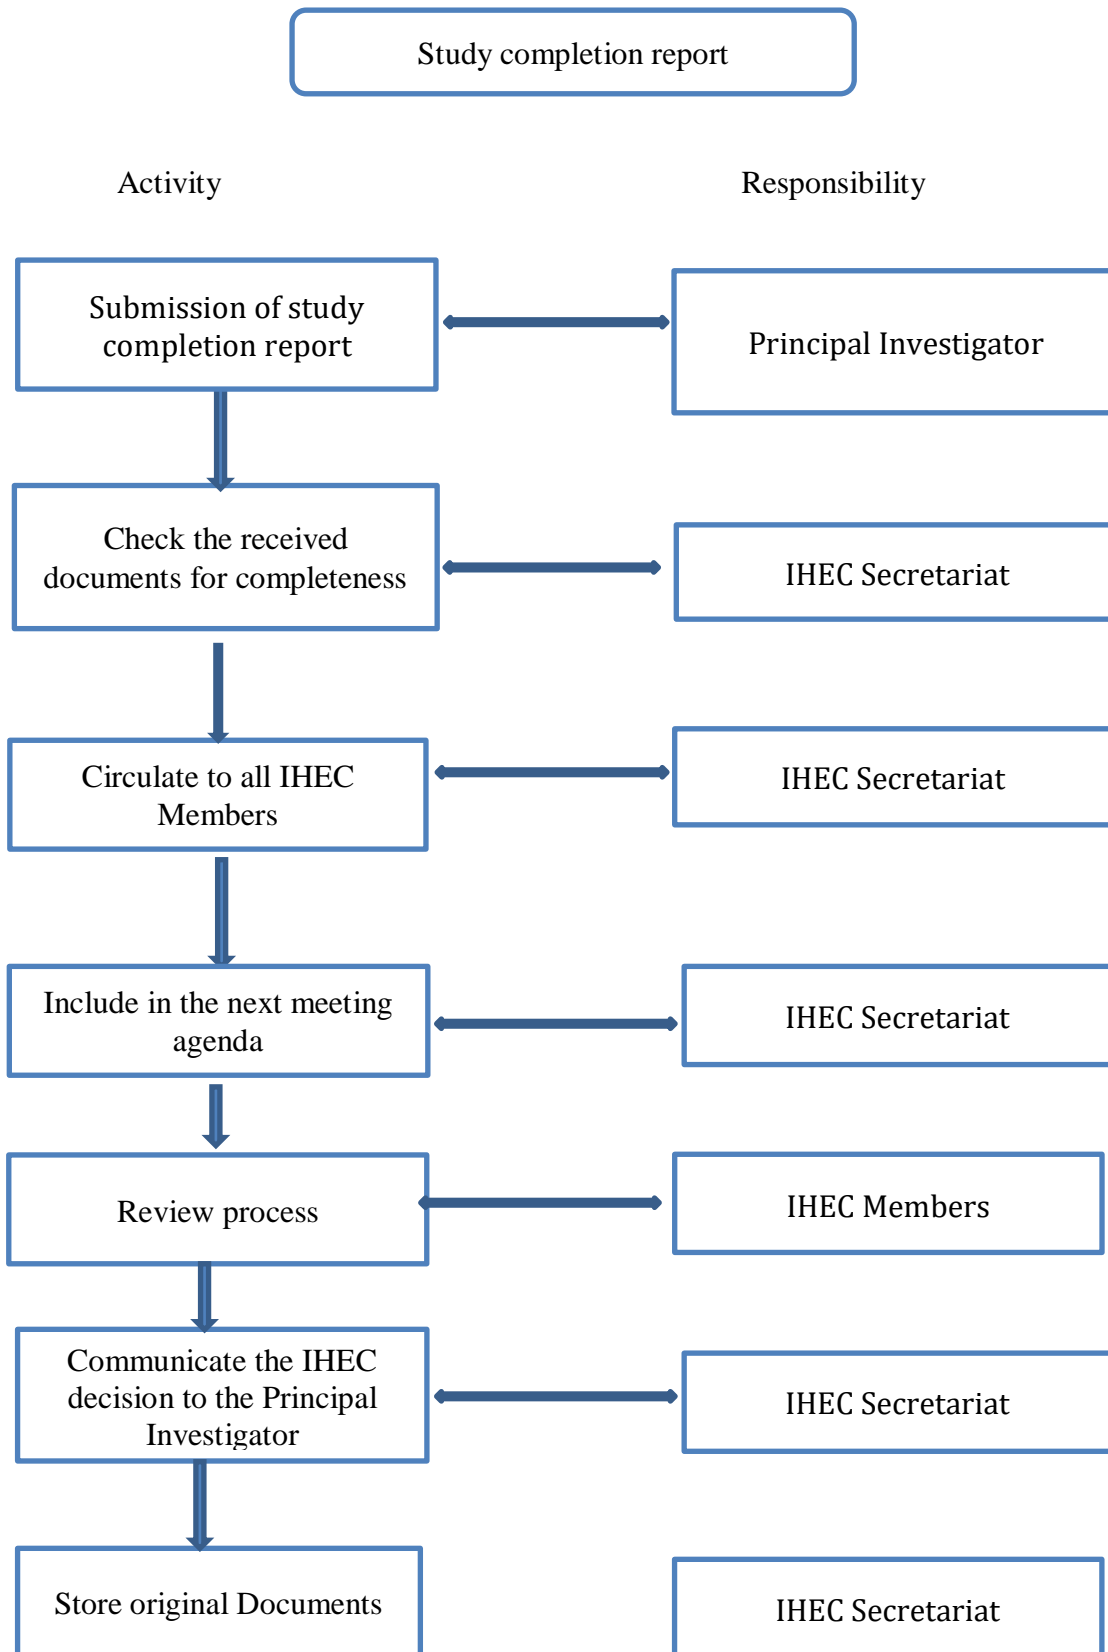 Study completion report
Activity
Responsibility
Submission of study
completion report
Principal Investigator
Check the received
documents for completeness
IHEC Secretariat
Circulate to all IHEC
Members
IHEC Secretariat
Include in the next meeting
agenda
IHEC Secretariat
Review process
IHEC Members
Communicate the IHEC
decision to the Principal
Investigator
IHEC Secretariat
Store original Documents
IHEC Secretariat